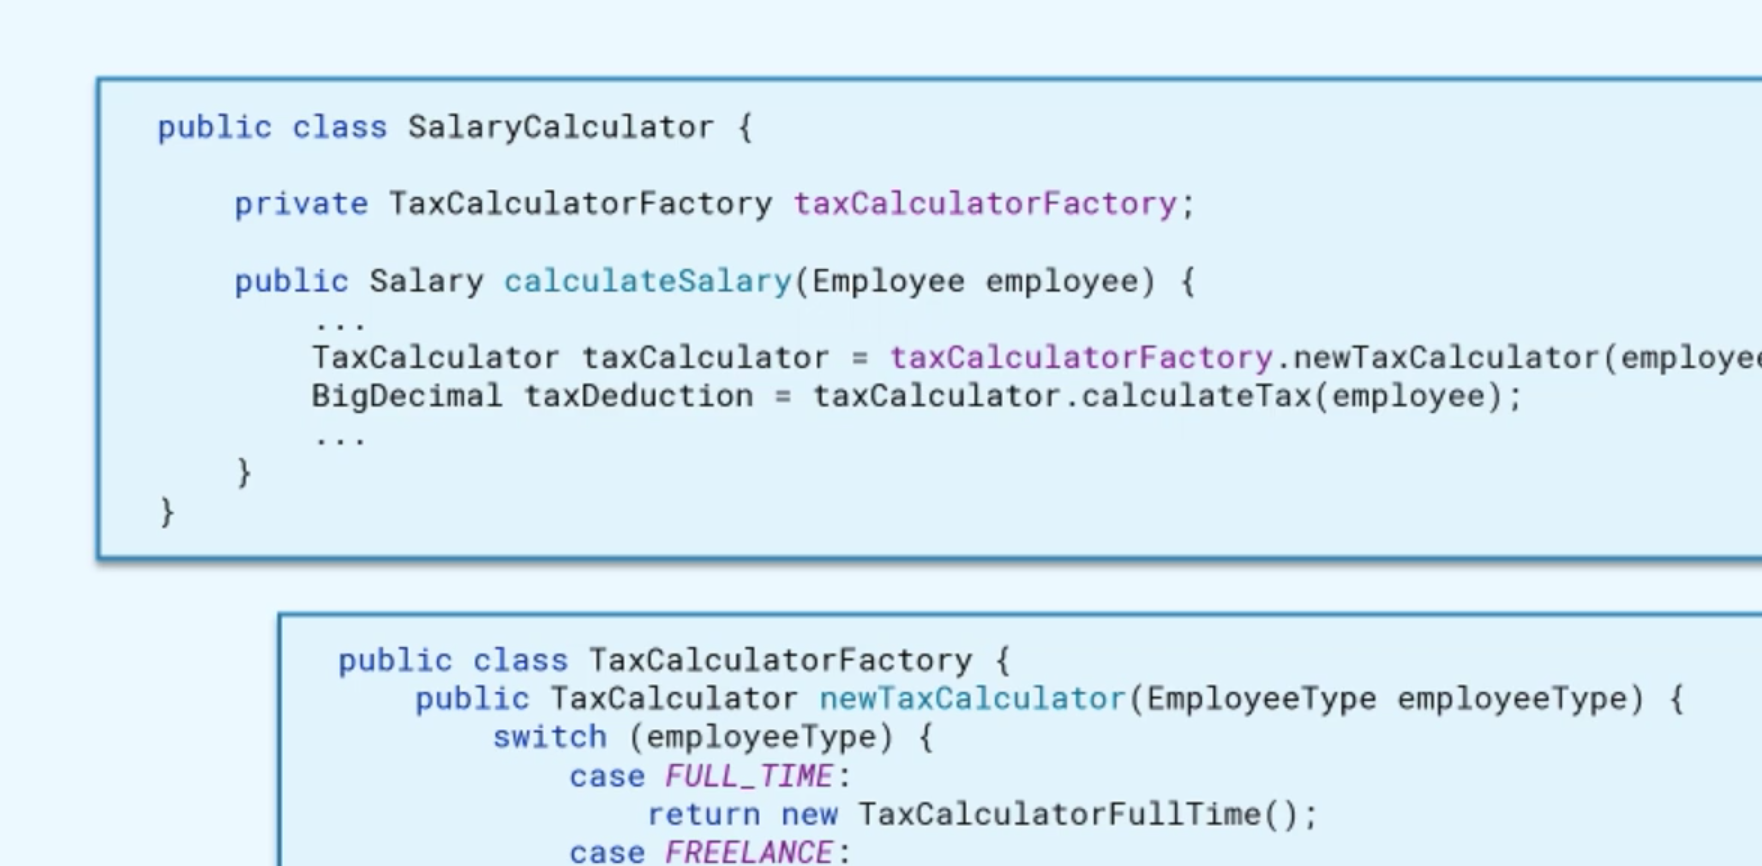 public class SalaryCalculator {
private TaxCalculatorFactory taxCalculatorFactory;
public Salary calculateSalary(Employee employee) {
...
TaxCalculator taxCalculator = taxCalculatorFactory.newTaxCalculator(employee
BigDecimal taxDeduction = taxCalculator.calculateTax(employee);
...
}
}
public class TaxCalculatorFactory {
public TaxCalculator newTaxCalculator(EmployeeType employeeType) {
switch (employeeType) {
case FULL_TIME:
return new TaxCalculatorFullTime();
case FREELANCE: